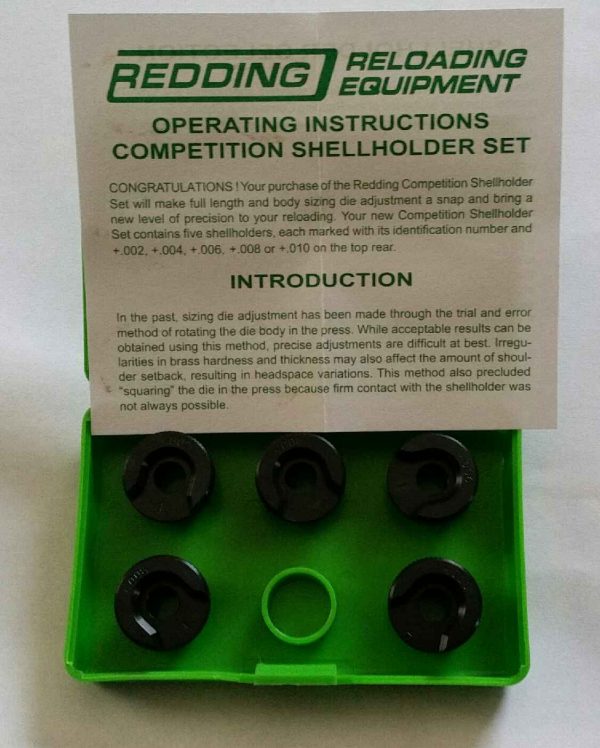 REDDING RELOADING
EQUIPMENT
OPERATING INSTRUCTIONS
COMPETITION SHELLHOLDER SET
CONGRATULATIONS ! Your purchase of the Redding Competition Shellholder
Set will make full length and body sizing die adjustment a snap and bring a
new level of precision to your reloading. Your new Competition Shellholder
Set contains five shellholders, each marked with its identification number and
+.002, +.004, +.006, +.008 or +.010 on the top rear.
INTRODUCTION
In the past, sizing die adjustment has been made through the trial and error
method of rotating the die body in the press. While acceptable results can be
obtained using this method, precise adjustments are difficult at best. Irregu-
larities in brass hardness and thickness may also affect the amount of shoul-
der setback, resulting in headspace variations. This method also precluded
"squaring" the die in the press because firm contact with the shellholder was
not always possible.